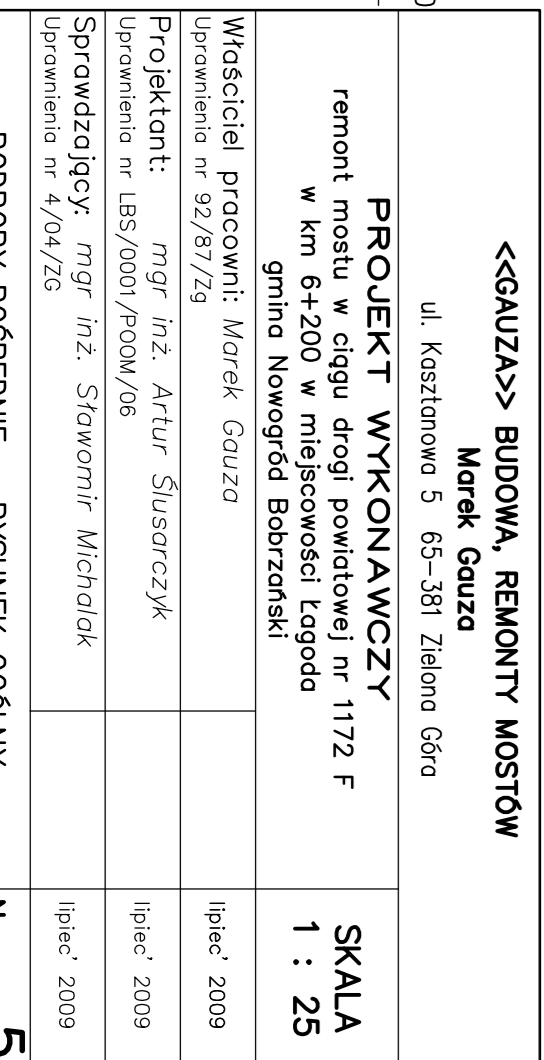 <<GAUZA>> BUDOWA, REMONTY MOSTÓW
Marek Gauza
ul. Kasztanowa 5 65-381 Zielona Góra
PROJEKT WYKONAWCZY
remont mostu w ciągu drogi powiatowej nr 1172 F
w km 6+200 w miejscowości Łagoda
gmina Nowogród Bobrzański
SKALA
1 : 25
Właściciel pracowni: Marek Gauza
Uprawnienia nr 92/87/Zg
lipiec' 2009
Projektant: mgr inż. Artur Ślusarczyk
Uprawnienia nr LBS/0001/POOM/06
lipiec' 2009
Sprawdzający: mgr inż. Sławomir Michalak
Uprawnienia nr 4/04/ZG
lipiec' 2009
5